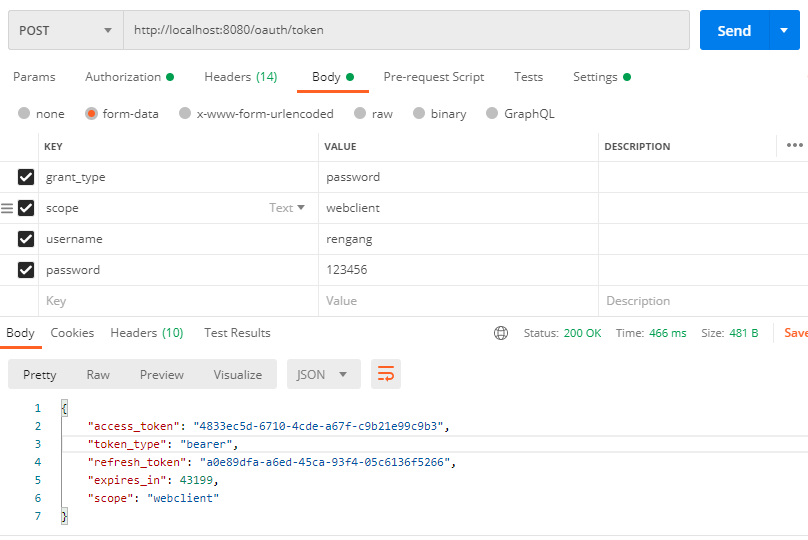 POST http://localhost:8080/oauth/token Send
Params Authorization Headers (14) Body Pre-request Script Tests Settings
none form-data x-www-form-urlencoded raw binary GraphQL
KEY VALUE DESCRIPTION
grant_type password
scope Text webclient
username rengang
password 123456
Key Value Description
Body Cookies Headers (10) Test Results Status: 200 OK Time: 466 ms Size: 481 B Save
Pretty Raw Preview Visualize JSON
1 {
2 "access_token": "4833ec5d-6710-4cde-a67f-c9b21e99c9b3",
3 "token_type": "bearer",
4 "refresh_token": "a0e89dfa-a6ed-45ca-93f4-05c6136f5266",
5 "expires_in": 43199,
6 "scope": "webclient"
7 }